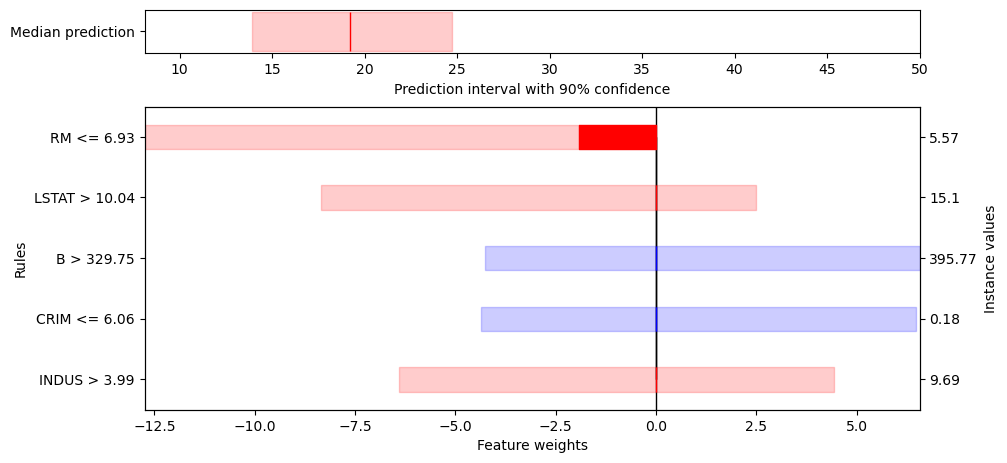 Median prediction
10 15 20 25 30 35 40 45 50
Prediction interval with 90% confidence
Rules
RM <= 6.93 5.57
LSTAT > 10.04 15.1
B > 329.75 395.77
CRIM <= 6.06 0.18
INDUS > 3.99 9.69
Instance values
−12.5 −10.0 −7.5 −5.0 −2.5 0.0 2.5 5.0
Feature weights